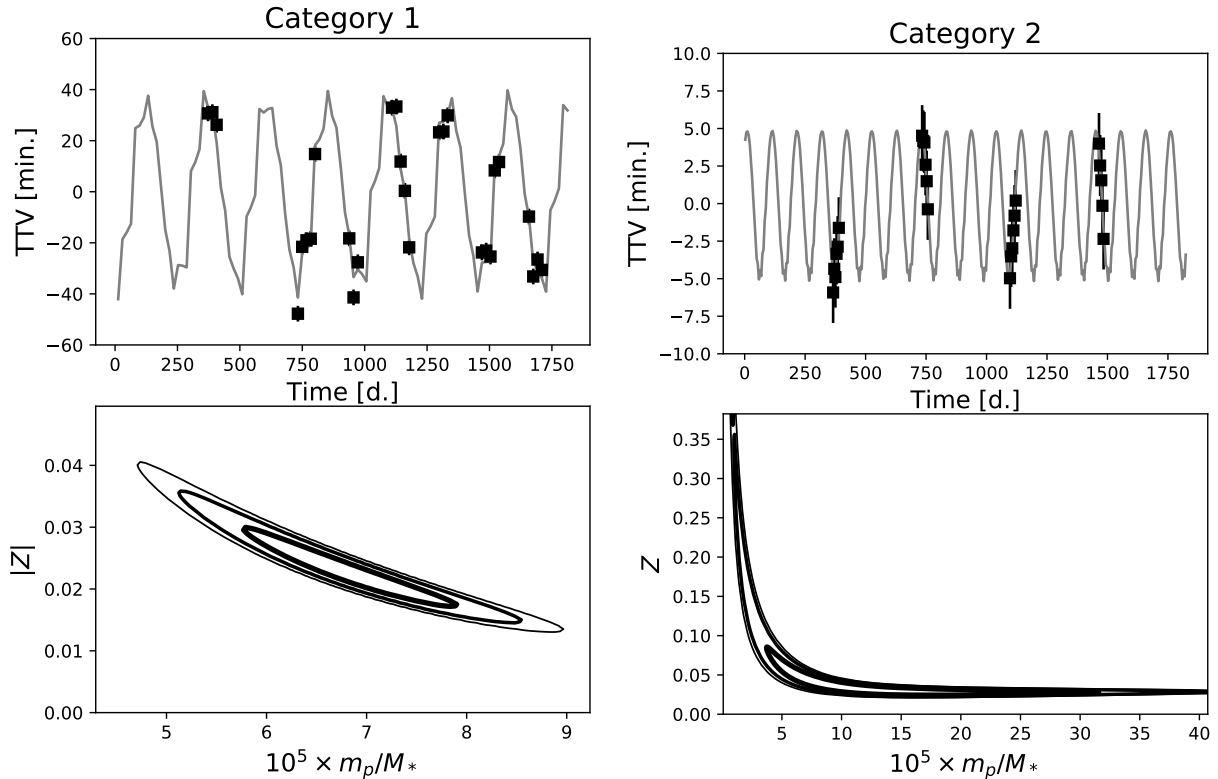 Category 1
60
40
20
0
−20
−40
−60
TTV [min.]
0 250 500 750 1000 1250 1500 1750
Time [d.]
Category 2
10.0
7.5
5.0
2.5
0.0
−2.5
−5.0
−7.5
−10.0
TTV [min.]
0 250 500 750 1000 1250 1500 1750
Time [d.]
0.04
0.03
0.02
0.01
0.00
|Z|
5 6 7 8 9
10⁵ × mₚ/M*
0.35
0.30
0.25
0.20
0.15
0.10
0.05
0.00
Z
5 10 15 20 25 30 35 40
10⁵ × mₚ/M*